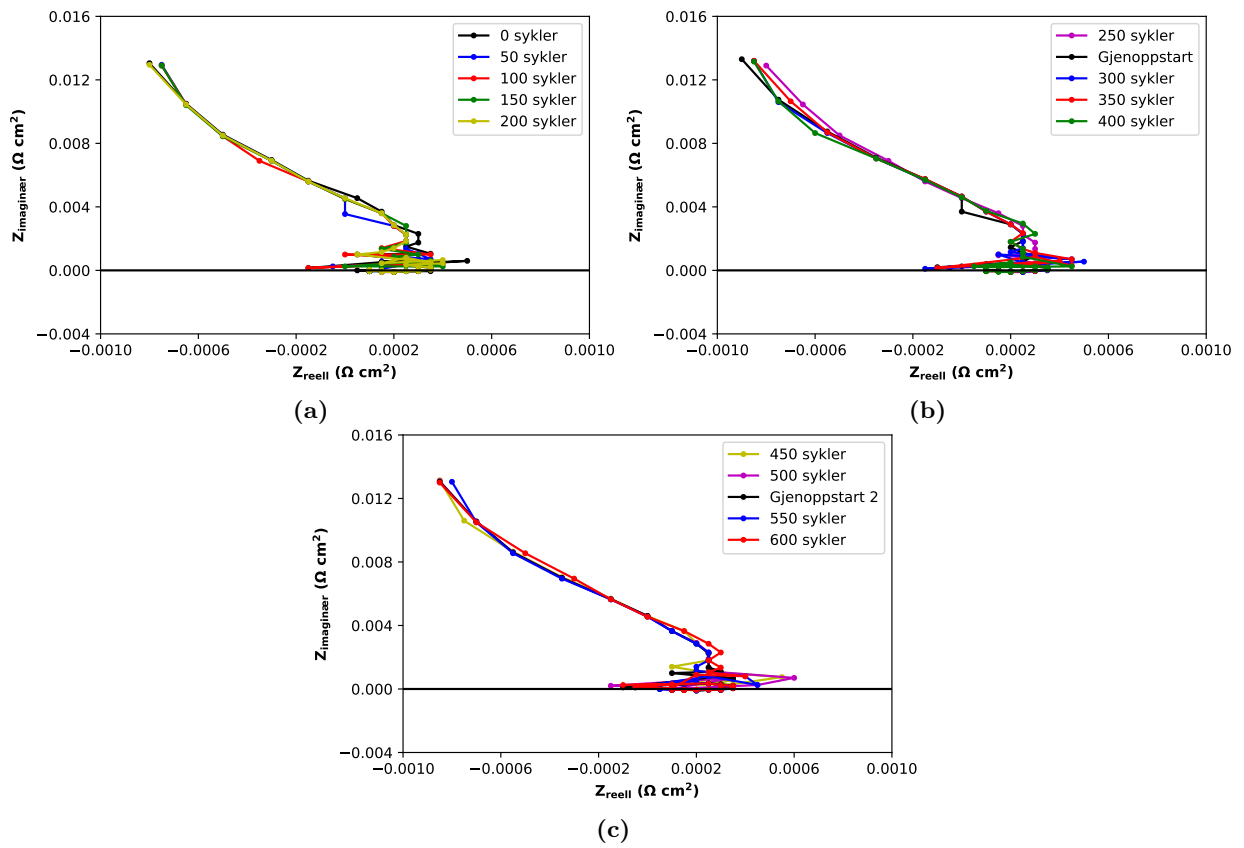 0.016
0.012
0.008
0.004
0.000
−0.004
Z_imaginær (Ω cm²)
0 sykler
50 sykler
100 sykler
150 sykler
200 sykler
−0.0010 −0.0006 −0.0002 0.0002 0.0006 0.0010
Z_reell (Ω cm²)
(a)
0.016
0.012
0.008
0.004
0.000
−0.004
Z_imaginær (Ω cm²)
250 sykler
Gjenoppstart
300 sykler
350 sykler
400 sykler
−0.0010 −0.0006 −0.0002 0.0002 0.0006 0.0010
Z_reell (Ω cm²)
(b)
0.016
0.012
0.008
0.004
0.000
−0.004
Z_imaginær (Ω cm²)
450 sykler
500 sykler
Gjenoppstart 2
550 sykler
600 sykler
−0.0010 −0.0006 −0.0002 0.0002 0.0006 0.0010
Z_reell (Ω cm²)
(c)